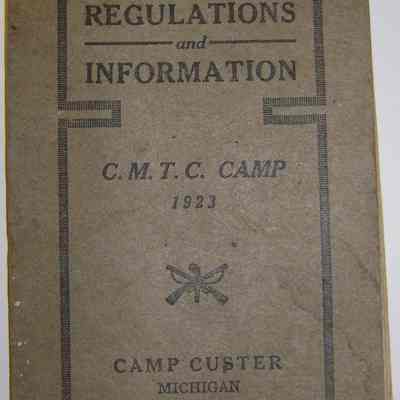 REGULATIONS
and
INFORMATION
C. M. T. C. CAMP
1923
CAMP CUSTER
MICHIGAN